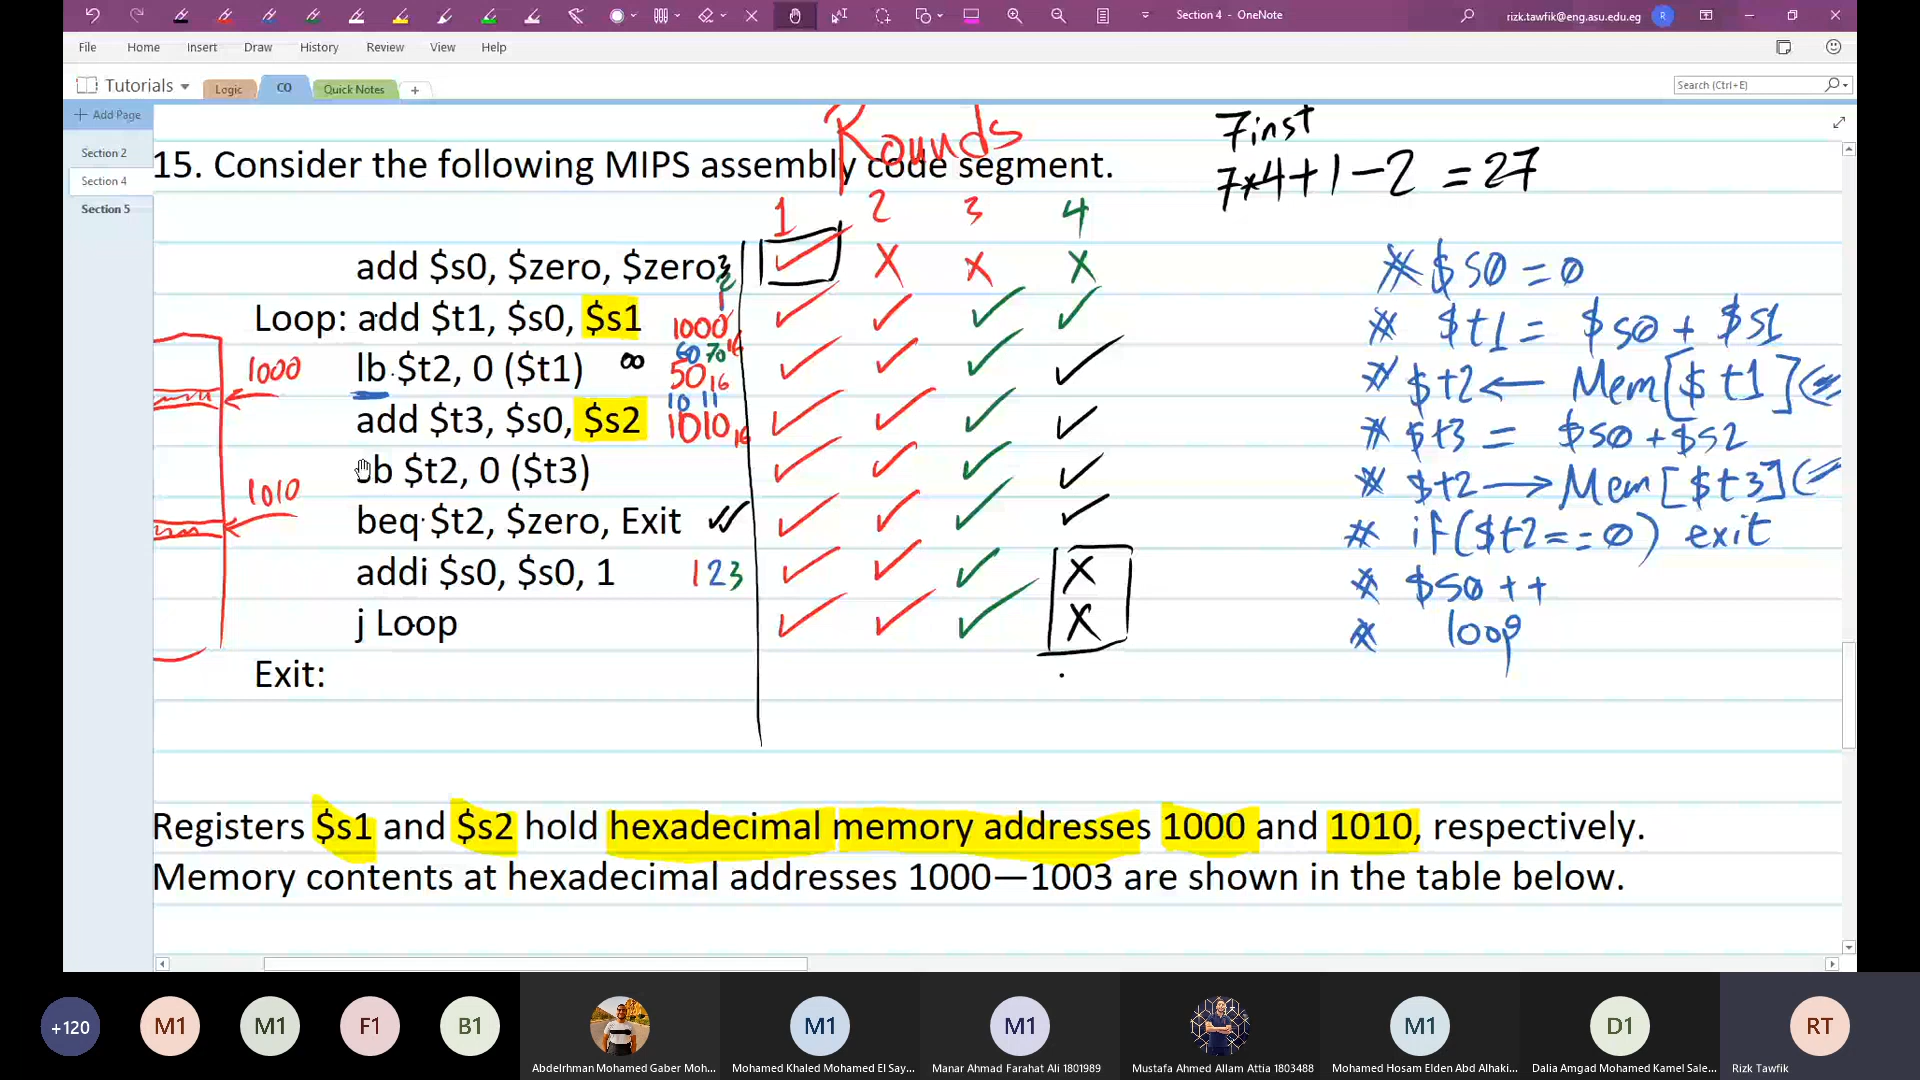 Section 4 - OneNote
rizk.tawfik@eng.asu.edu.eg
R
File Home Insert Draw History Review View Help
Tutorials Logic CO Quick Notes +
Search (Ctrl+E)
+ Add Page
Section 2
Section 4
Section 5
Rounds
Finst
7*4+1-2 = 27
15. Consider the following MIPS assembly code segment.
1 2 3 4
add $s0, $zero, $zero
$s0 = 0
Loop: add $t1, $s0, $s1
1000
$t1 = $s0 + $s1
1000
lb $t2, 0 ($t1)
60 70
50 16
$t2 ← Mem[$t1]
add $t3, $s0, $s2
10 11
1010 16
$t3 = $s0 + $s2
b $t2, 0 ($t3)
1010
$t2 → Mem[$t3]
beq $t2, $zero, Exit
if($t2==0) exit
addi $s0, $s0, 1
1 2 3
$s0++
j Loop
loop
Exit:
Registers $s1 and $s2 hold hexadecimal memory addresses 1000 and 1010, respectively.
Memory contents at hexadecimal addresses 1000—1003 are shown in the table below.
+120 M1 M1 F1 B1 M1 M1 M1 D1 RT
Abdelrhman Mohamed Gaber Moh...
Mohamed Khaled Mohamed El Say...
Manar Ahmad Farahat Ali 1801989
Mustafa Ahmed Allam Attia 1803488
Mohamed Hosam Elden Abd Alhaki...
Dalia Amgad Mohamed Kamel Sale...
Rizk Tawfik